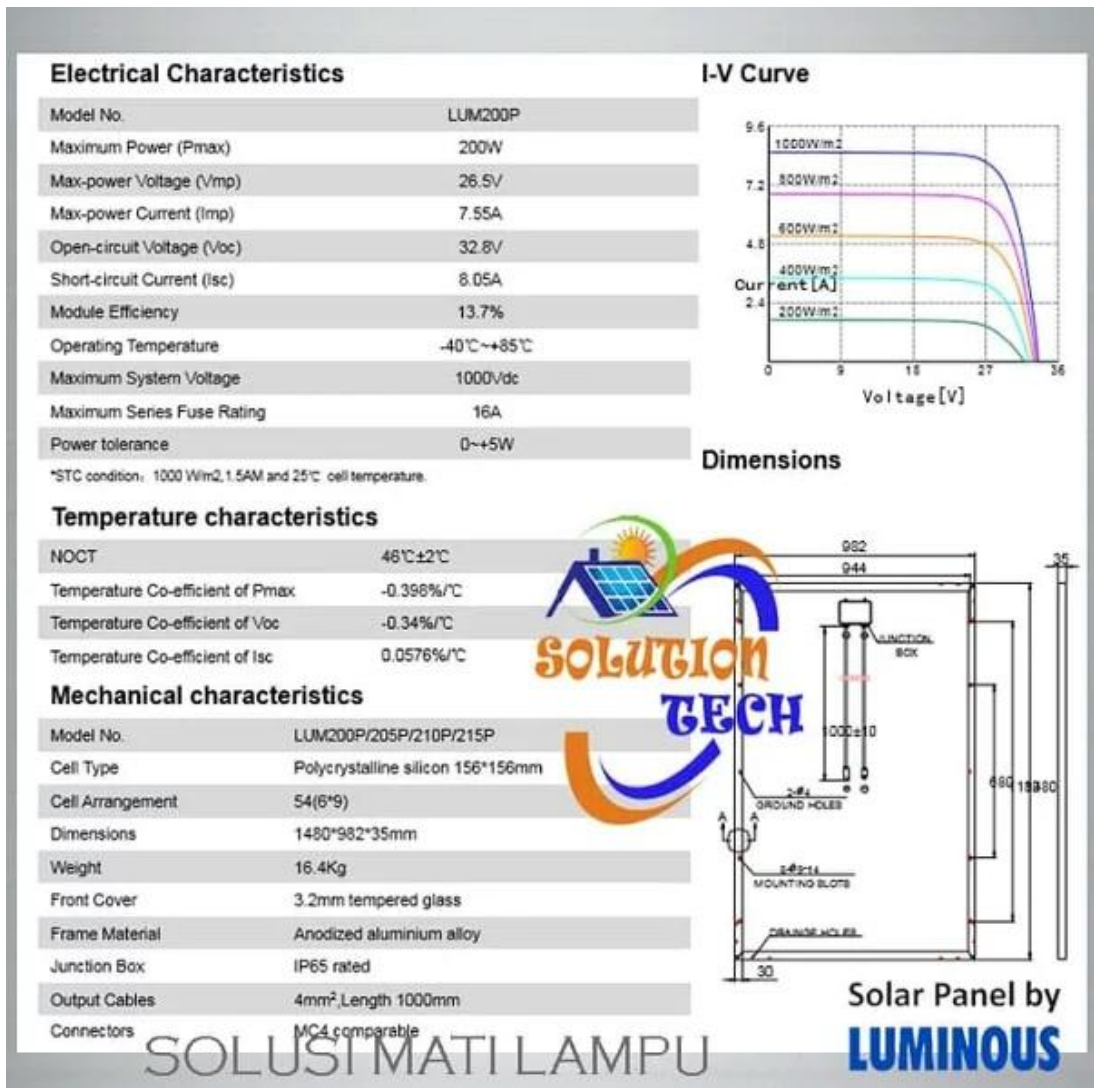 Electrical Characteristics
Model No. LUM200P
Maximum Power (Pmax) 200W
Max-power Voltage (Vmp) 26.5V
Max-power Current (Imp) 7.55A
Open-circuit Voltage (Voc) 32.8V
Short-circuit Current (Isc) 8.05A
Module Efficiency 13.7%
Operating Temperature -40℃~+85℃
Maximum System Voltage 1000Vdc
Maximum Series Fuse Rating 16A
Power tolerance 0~+5W
*STC condition: 1000 W/m2,1.5AM and 25℃ cell temperature.
Temperature characteristics
NOCT 46℃±2℃
Temperature Co-efficient of Pmax -0.398%/℃
Temperature Co-efficient of Voc -0.34%/℃
Temperature Co-efficient of Isc 0.0576%/℃
Mechanical characteristics
Model No. LUM200P/205P/210P/215P
Cell Type Polycrystalline silicon 156*156mm
Cell Arrangement 54(6*9)
Dimensions 1480*982*35mm
Weight 16.4Kg
Front Cover 3.2mm tempered glass
Frame Material Anodized aluminium alloy
Junction Box IP65 rated
Output Cables 4mm²,Length 1000mm
Connectors MC4 comparable
I-V Curve
9.6
1000W/m2
7.2
800W/m2
600W/m2
4.8
400W/m2
Current[A]
2.4
200W/m2
0 9 18 27 36
Voltage[V]
Dimensions
982
35
944
JUNCTION
BOX
1000±10
680
GROUND HOLES
A A
MOUNTING SLOTS
DRAINGE HOLES
30
SOLUTION
TECH
Solar Panel by
LUMINOUS
SOLUSI MATI LAMPU